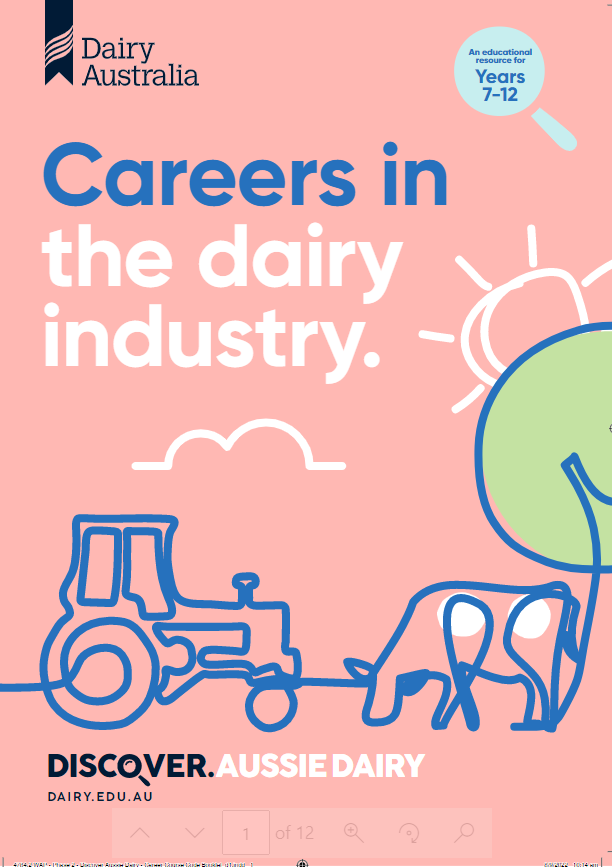 Dairy
Australia
An educational
resource for
Years
7-12
Careers in
the dairy
industry.
DISCOVER.AUSSIE DAIRY
DAIRY.EDU.AU
1 of 12